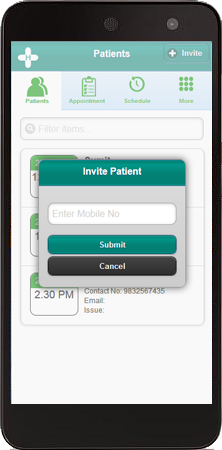 Patients
Invite
Patients
Appointment
Schedule
More
Filter items...
Invite Patient
Enter Mobile No
Submit
Cancel
2.30 PM
Contact No: 9832567435
Email:
Issue: